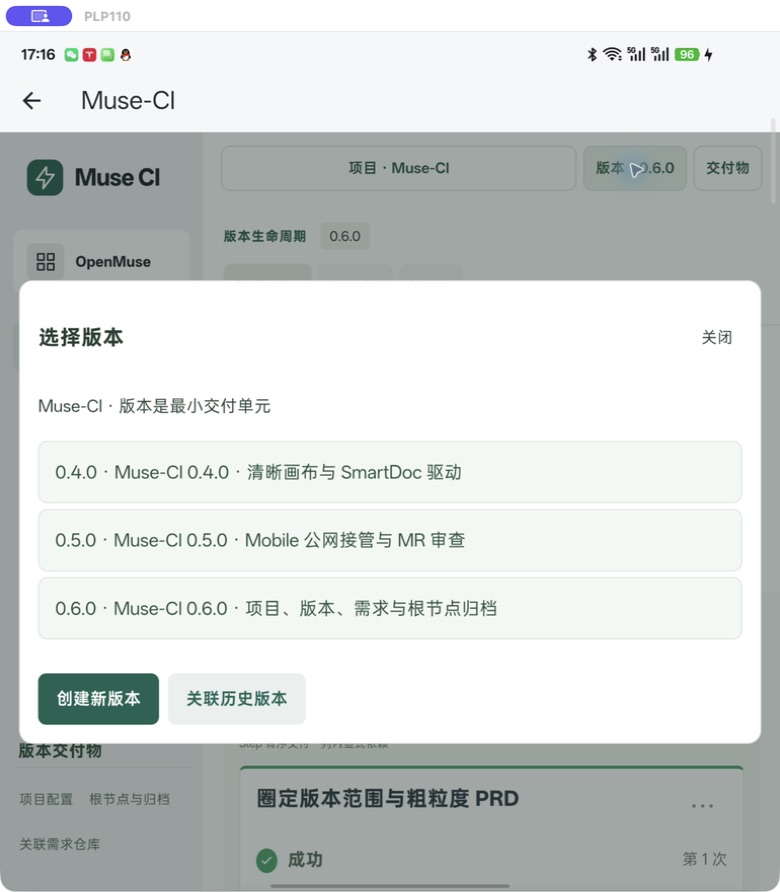 PLP110
17:16
5G 5G 96
Muse-CI
Muse CI
项目 · Muse-CI
版本 0.6.0
交付物
版本生命周期 0.6.0
OpenMuse
选择版本
关闭
Muse-CI · 版本是最小交付单元
0.4.0 · Muse-CI 0.4.0 · 清晰画布与 SmartDoc 驱动
0.5.0 · Muse-CI 0.5.0 · Mobile 公网接管与 MR 审查
0.6.0 · Muse-CI 0.6.0 · 项目、版本、需求与根节点归档
创建新版本
关联历史版本
版本交付物
项目配置 根节点与归档
关联需求仓库
圈定版本范围与粗粒度 PRD
...
成功
第 1 次